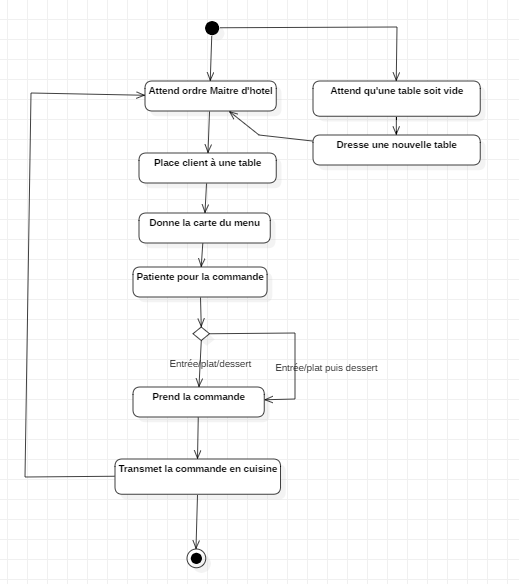 Attend ordre Maitre d'hotel
Attend qu'une table soit vide
Dresse une nouvelle table
Place client à une table
Donne la carte du menu
Patiente pour la commande
Entrée/plat/dessert
Entrée/plat puis dessert
Prend la commande
Transmet la commande en cuisine